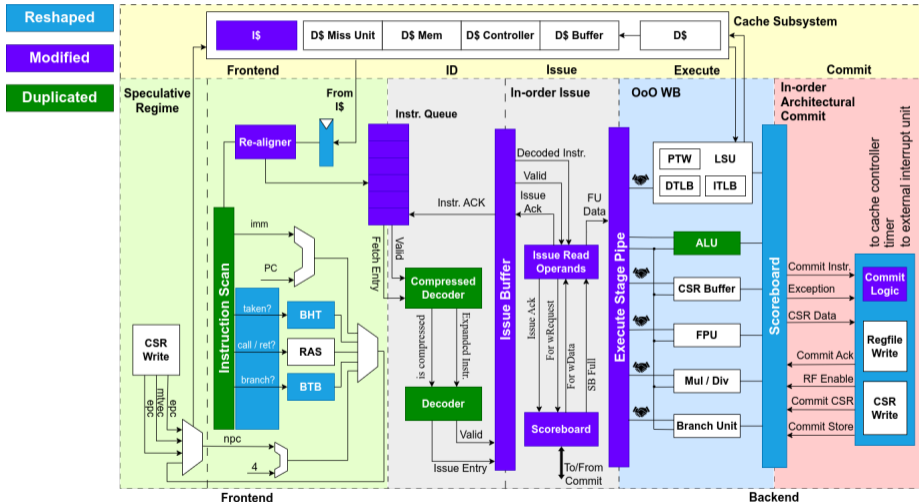 Reshaped
Modified
Duplicated
I$
D$ Miss Unit
D$ Mem
D$ Controller
D$ Buffer
D$
Cache Subsystem
Frontend
ID
Issue
Execute
Commit
Speculative
Regime
From
I$
Instr. Queue
In-order Issue
OoO WB
In-order
Architectural
Commit
Re-aligner
Decoded Instr.
Valid
Issue
Ack
FU
Data
Instr. ACK
PTW
LSU
DTLB
ITLB
to cache controller
timer
to external interrupt unit
Instruction Scan
imm
PC
Fetch Entry
Valid
Compressed
Decoder
Issue Buffer
Issue Read
Operands
Execute Stage Pipe
ALU
CSR Buffer
FPU
Mul / Div
Branch Unit
Scoreboard
Commit Instr.
Exception
CSR Data
Commit Ack
RF Enable
Commit CSR
Commit Store
Commit
Logic
Regfile
Write
CSR
Write
taken?
BHT
call / ret?
RAS
branch?
BTB
CSR
Write
epc
mtvec
epc
npc
4
is compressed
Expanded Instr.
Decoder
Valid
Issue Entry
Issue Ack
For wRequest
For wData
SB Full
Scoreboard
To/From
Commit
Frontend
Backend